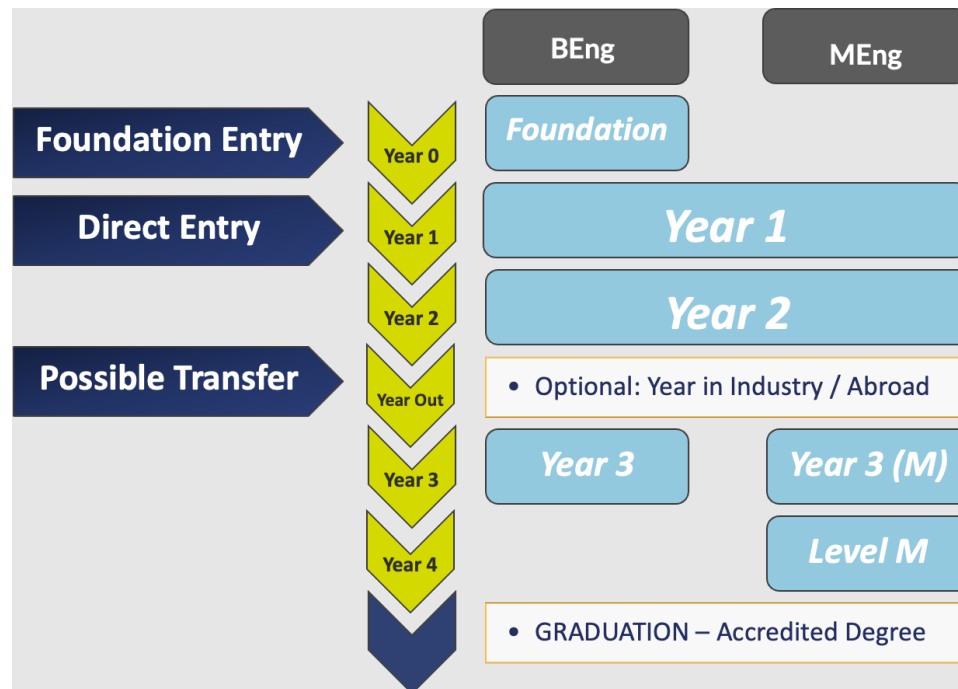 BEng
MEng
Foundation Entry
Year 0
Foundation
Direct Entry
Year 1
Year 1
Year 2
Year 2
Possible Transfer
Year Out
• Optional: Year in Industry / Abroad
Year 3
Year 3
Year 3 (M)
Year 4
Level M
• GRADUATION – Accredited Degree